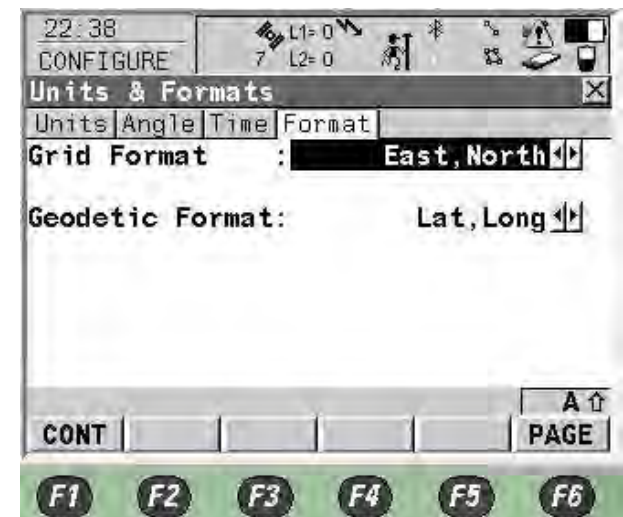 22:38
CONFIGURE
7 L1= 0
L2= 0
Units & Formats
Units Angle Time Format
Grid Format : East,North
Geodetic Format: Lat,Long
A
CONT PAGE
F1 F2 F3 F4 F5 F6